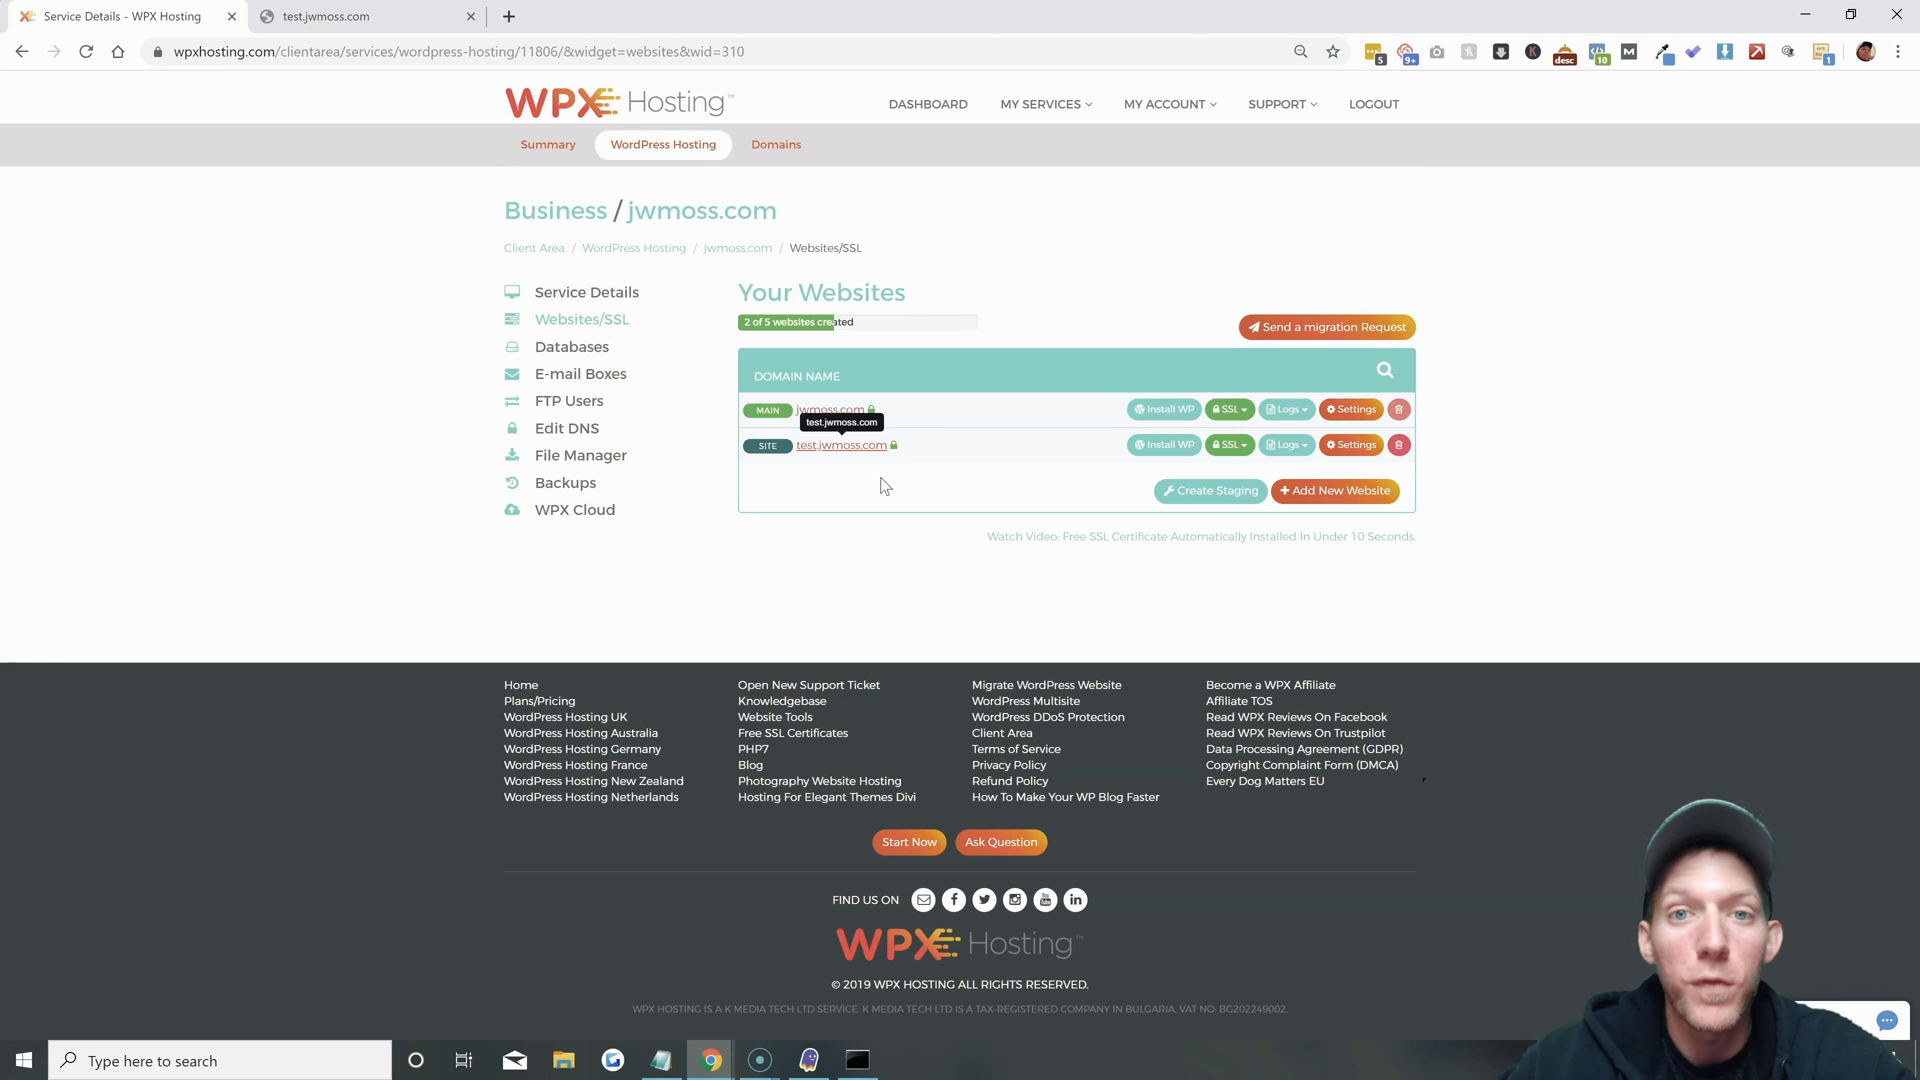 Service Details - WPX Hosting
test.jwmoss.com
wpxhosting.com/clientarea/services/wordpress-hosting/11806/&widget=websites&wid=310
5
9+
desc
10
1
WPX Hosting™
DASHBOARD
MY SERVICES
MY ACCOUNT
SUPPORT
LOGOUT
Summary
WordPress Hosting
Domains
Business / jwmoss.com
Client Area / WordPress Hosting / jwmoss.com / Websites/SSL
Service Details
Websites/SSL
Databases
E-mail Boxes
FTP Users
Edit DNS
File Manager
Backups
WPX Cloud
Your Websites
2 of 5 websites created
Send a migration Request
DOMAIN NAME
MAIN jwmoss.com Install WP SSL Logs Settings
test.jwmoss.com
SITE test.jwmoss.com Install WP SSL Logs Settings
Create Staging
+ Add New Website
Watch Video: Free SSL Certificate Automatically Installed In Under 10 Seconds.
Home
Plans/Pricing
WordPress Hosting UK
WordPress Hosting Australia
WordPress Hosting Germany
WordPress Hosting France
WordPress Hosting New Zealand
WordPress Hosting Netherlands
Open New Support Ticket
Knowledgebase
Website Tools
Free SSL Certificates
PHP7
Blog
Photography Website Hosting
Hosting For Elegant Themes Divi
Migrate WordPress Website
WordPress Multisite
WordPress DDoS Protection
Client Area
Terms of Service
Privacy Policy
Refund Policy
How To Make Your WP Blog Faster
Become a WPX Affiliate
Affiliate TOS
Read WPX Reviews On Facebook
Read WPX Reviews On Trustpilot
Data Processing Agreement (GDPR)
Copyright Complaint Form (DMCA)
Every Dog Matters EU
Start Now
Ask Question
FIND US ON
WPX Hosting™
© 2019 WPX HOSTING ALL RIGHTS RESERVED.
WPX HOSTING IS A K MEDIA TECH LTD SERVICE. K MEDIA TECH LTD IS A TAX-REGISTERED COMPANY IN BULGARIA, VAT NO: BG202249002.
Type here to search